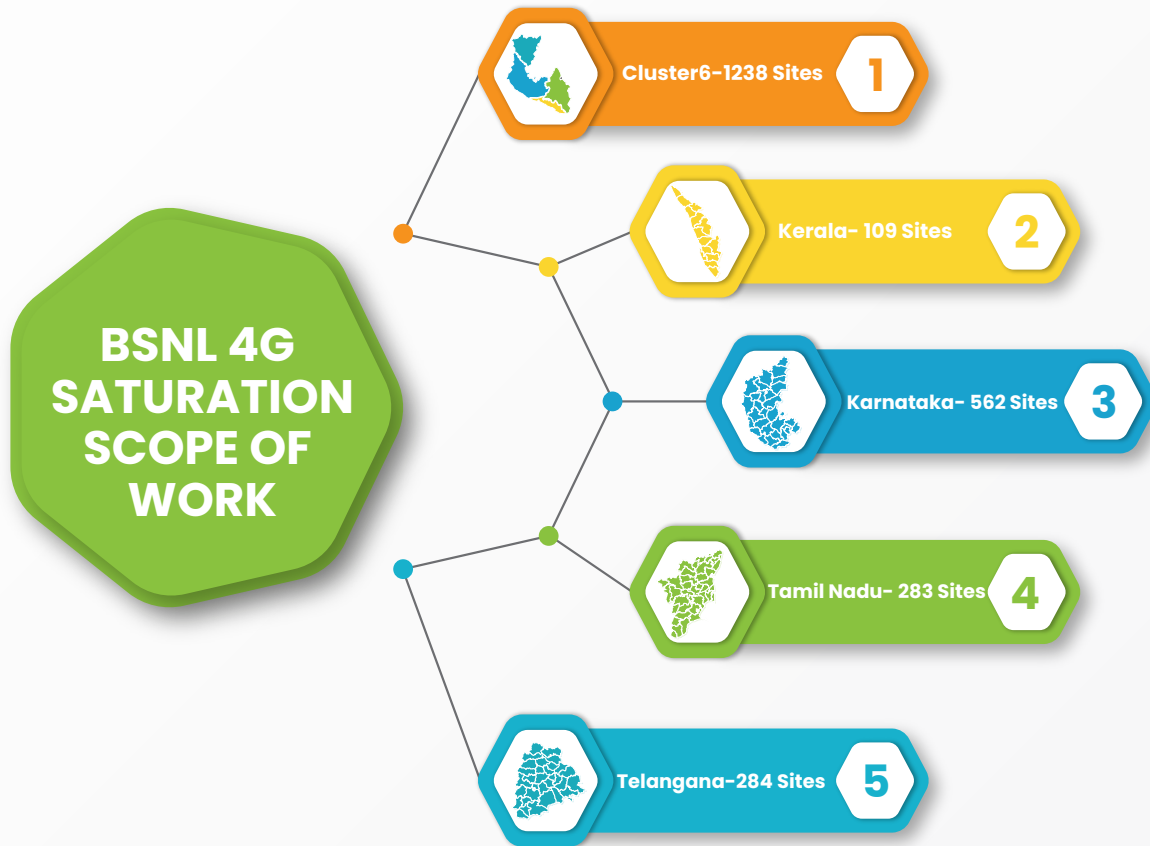 BSNL 4G
SATURATION
SCOPE OF
WORK
Cluster6-1238 Sites
1
Kerala- 109 Sites
2
Karnataka- 562 Sites
3
Tamil Nadu- 283 Sites
4
Telangana-284 Sites
5